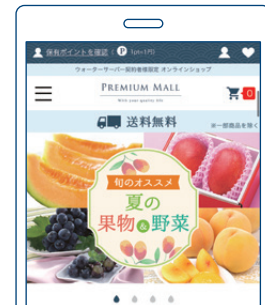 保有ポイントを確認 ( P 1pt=1円)
ウォーターサーバー契約者様限定 オンラインショップ
PREMIUM MALL
With your quality life
0
送料無料
※一部商品を除く
旬のオススメ
夏の
果物&野菜